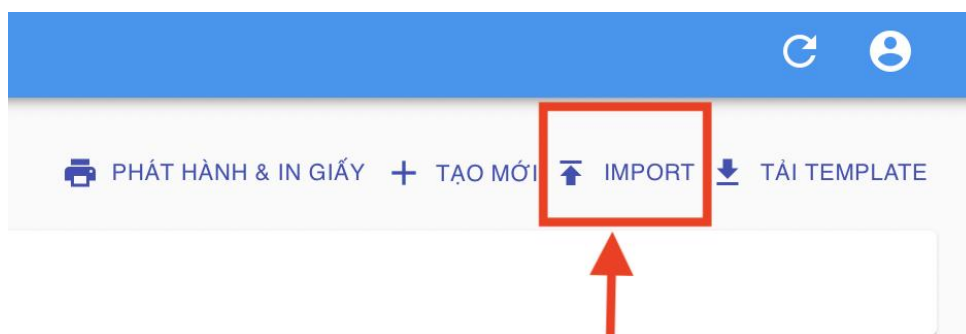 PHÁT HÀNH & IN GIẤY TẠO MỚI IMPORT TẢI TEMPLATE